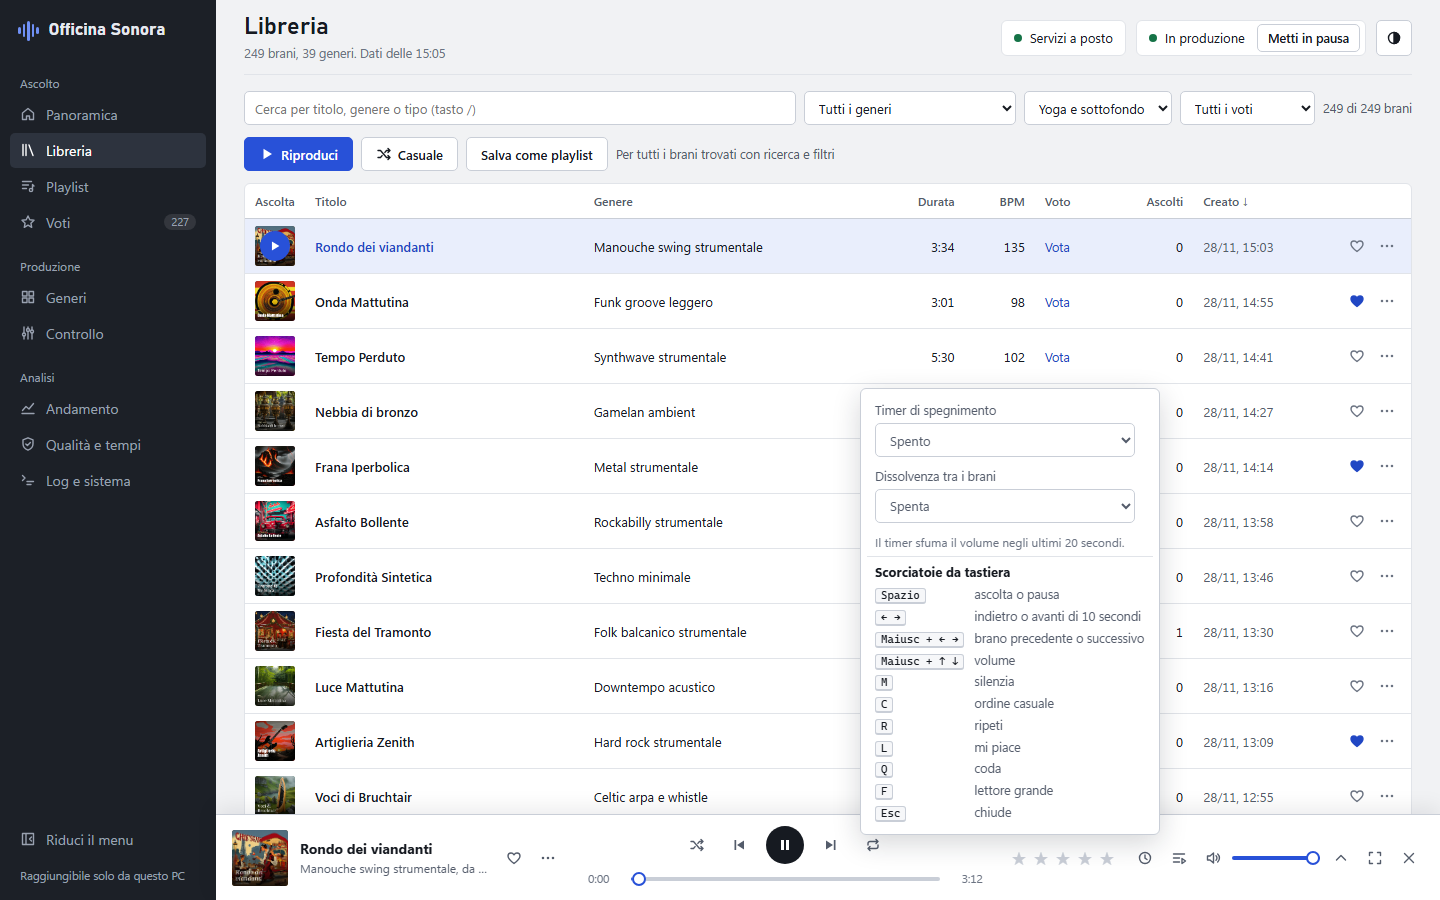 Officina Sonora
Ascolto
Panoramica
Libreria
Playlist
Voti 227
Produzione
Generi
Controllo
Analisi
Andamento
Qualità e tempi
Log e sistema
Riduci il menu
Raggiungibile solo da questo PC
Libreria
249 brani, 39 generi. Dati delle 15:05
Servizi a posto
In produzione Metti in pausa
Cerca per titolo, genere o tipo (tasto /)
Tutti i generi
Yoga e sottofondo
Tutti i voti
249 di 249 brani
Riproduci
Casuale
Salva come playlist
Per tutti i brani trovati con ricerca e filtri
Ascolta Titolo Genere Durata BPM Voto Ascolti Creato ↓
Rondo dei viandanti Manouche swing strumentale 3:34 135 Vota 0 28/11, 15:03
Onda Mattutina Funk groove leggero 3:01 98 Vota 0 28/11, 14:55
Tempo Perduto Synthwave strumentale 5:30 102 Vota 0 28/11, 14:41
Nebbia di bronzo Gamelan ambient 0 28/11, 14:27
Frana Iperbolica Metal strumentale 0 28/11, 14:14
Asfalto Bollente Rockabilly strumentale 0 28/11, 13:58
Profondità Sintetica Techno minimale 0 28/11, 13:46
Fiesta del Tramonto Folk balcanico strumentale 1 28/11, 13:30
Luce Mattutina Downtempo acustico 0 28/11, 13:16
Artiglieria Zenith Hard rock strumentale 0 28/11, 13:09
Voci di Bruchtair Celtic arpa e whistle 0 28/11, 12:55
Timer di spegnimento
Spento
Dissolvenza tra i brani
Spenta
Il timer sfuma il volume negli ultimi 20 secondi.
Scorciatoie da tastiera
Spazio ascolta o pausa
← → indietro o avanti di 10 secondi
Maiusc + ← → brano precedente o successivo
Maiusc + ↑ ↓ volume
M silenzia
C ordine casuale
R ripeti
L mi piace
Q coda
F lettore grande
Esc chiude
Rondo dei viandanti
Manouche swing strumentale, da ...
0:00
3:12